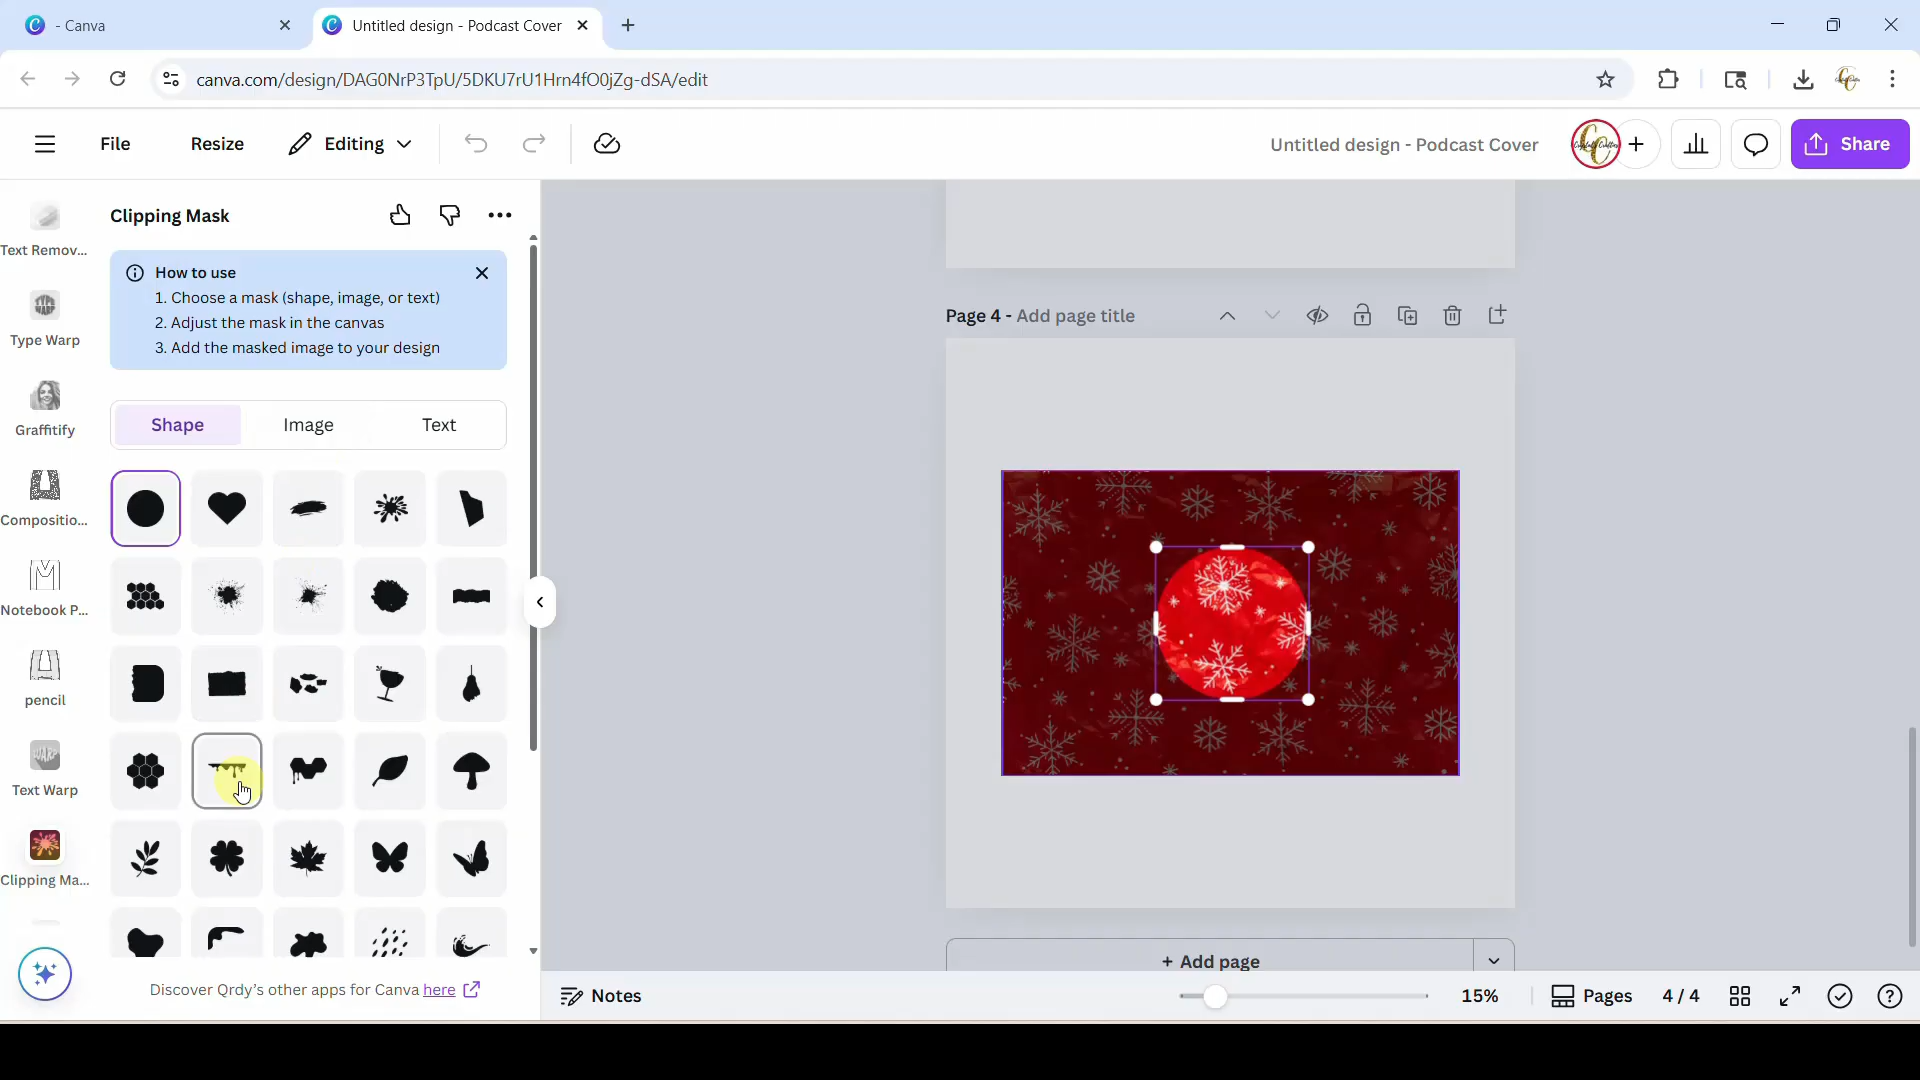 - Canva
Untitled design - Podcast Cover
canva.com/design/DAG0NrP3TpU/5DKU7rU1Hrn4fO0jZg-dSA/edit
File
Resize
Editing
Untitled design - Podcast Cover
Share
Text Remov...
Type Warp
Graffitify
Compositio...
Notebook P...
pencil
Text Warp
Clipping Ma...
Clipping Mask
How to use
1. Choose a mask (shape, image, or text)
2. Adjust the mask in the canvas
3. Add the masked image to your design
Shape
Image
Text
Discover Qrdy's other apps for Canva here
Page 4 - Add page title
+ Add page
Notes
15%
Pages
4 / 4